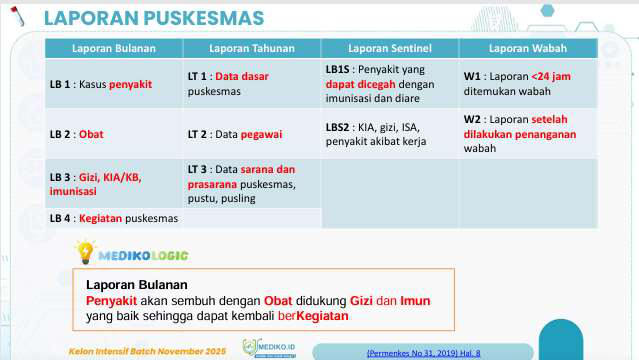 LAPORAN PUSKESMAS
Laporan Bulanan
Laporan Tahunan
Laporan Sentinel
Laporan Wabah
LB 1 : Kasus penyakit
LT 1 : Data dasar
puskesmas
LB1S : Penyakit yang
dapat dicegah dengan
imunisasi dan diare
W1 : Laporan <24 jam
ditemukan wabah
LB 2 : Obat
LT 2 : Data pegawai
LBS2 : KIA, gizi, ISA,
penyakit akibat kerja
W2 : Laporan setelah
dilakukan penanganan
wabah
LB 3 : Gizi, KIA/KB,
imunisasi
LT 3 : Data sarana dan
prasarana puskesmas,
pustu, pusling
LB 4 : Kegiatan puskesmas
MEDIKOLOGIC
Laporan Bulanan
Penyakit akan sembuh dengan Obat didukung Gizi dan Imun
yang baik sehingga dapat kembali berKegiatan
Kelon Intensif Batch November 2025
MEDIKO.ID
(Permenkes No 31, 2019) Hal. 8